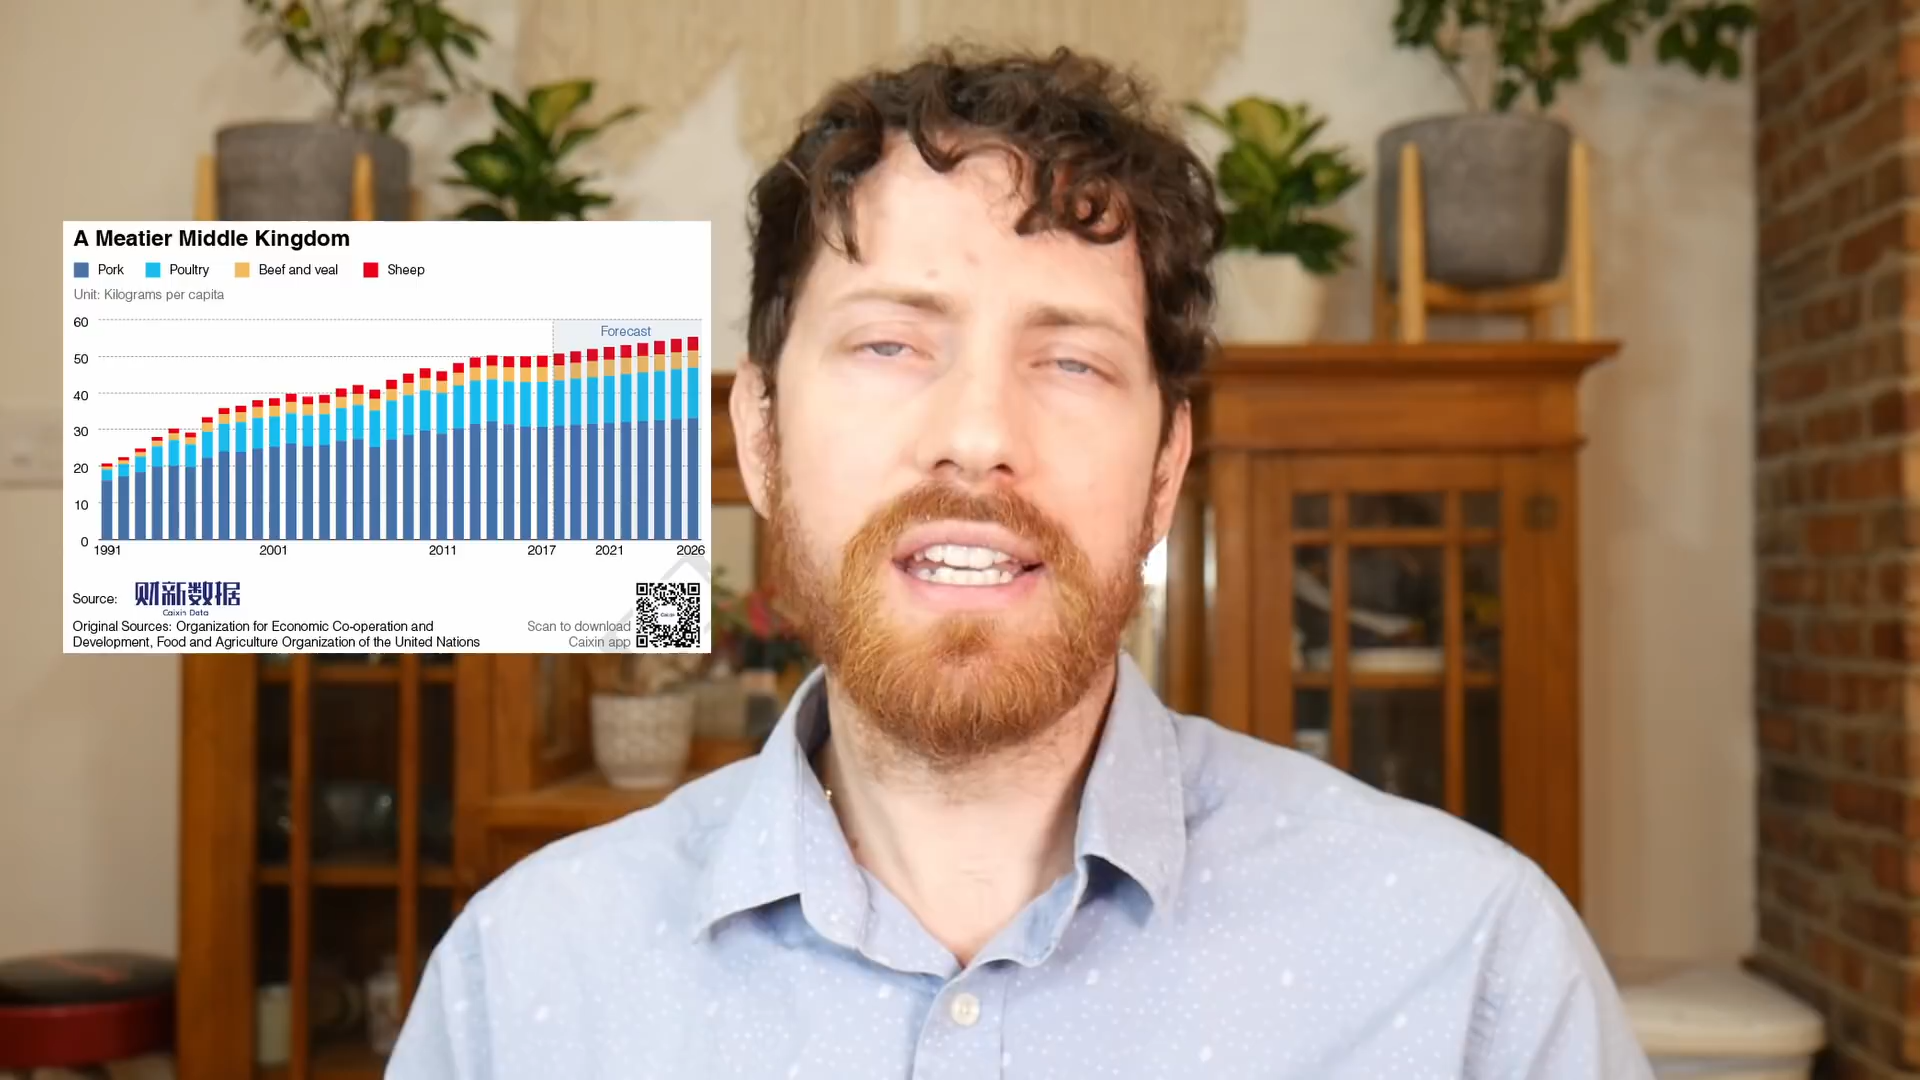 A Meatier Middle Kingdom
Pork Poultry Beef and veal Sheep
Unit: Kilograms per capita
60
Forecast
50
40
30
20
10
0
1991 2001 2011 2017 2021 2026
Source: 财新数据
Caixin Data
Original Sources: Organization for Economic Co-operation and
Development, Food and Agriculture Organization of the United Nations
Scan to download
Caixin app